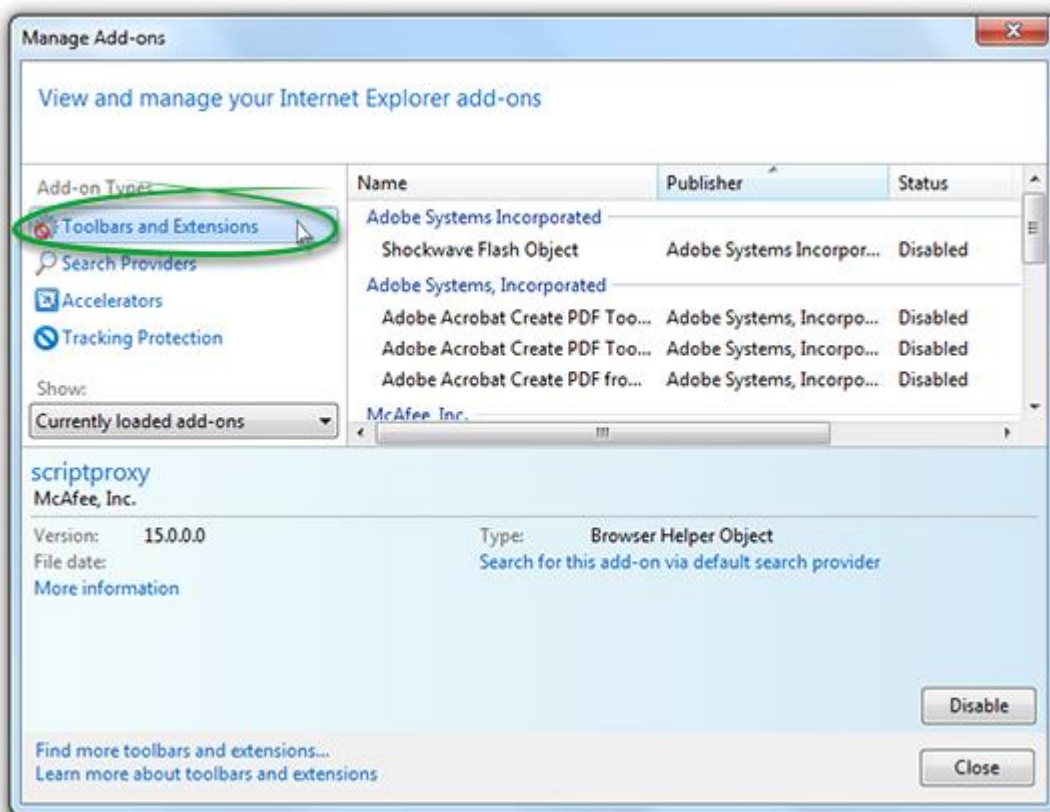 Manage Add-ons
View and manage your Internet Explorer add-ons
Add-on Types
Toolbars and Extensions
Search Providers
Accelerators
Tracking Protection
Show:
Currently loaded add-ons
Name Publisher Status
Adobe Systems Incorporated
Shockwave Flash Object Adobe Systems Incorpor... Disabled
Adobe Systems, Incorporated
Adobe Acrobat Create PDF Too... Adobe Systems, Incorpo... Disabled
Adobe Acrobat Create PDF Too... Adobe Systems, Incorpo... Disabled
Adobe Acrobat Create PDF fro... Adobe Systems, Incorpo... Disabled
McAfee, Inc.
scriptproxy
McAfee, Inc.
Version: 15.0.0.0 Type: Browser Helper Object
File date: Search for this add-on via default search provider
More information
Disable
Find more toolbars and extensions...
Learn more about toolbars and extensions
Close